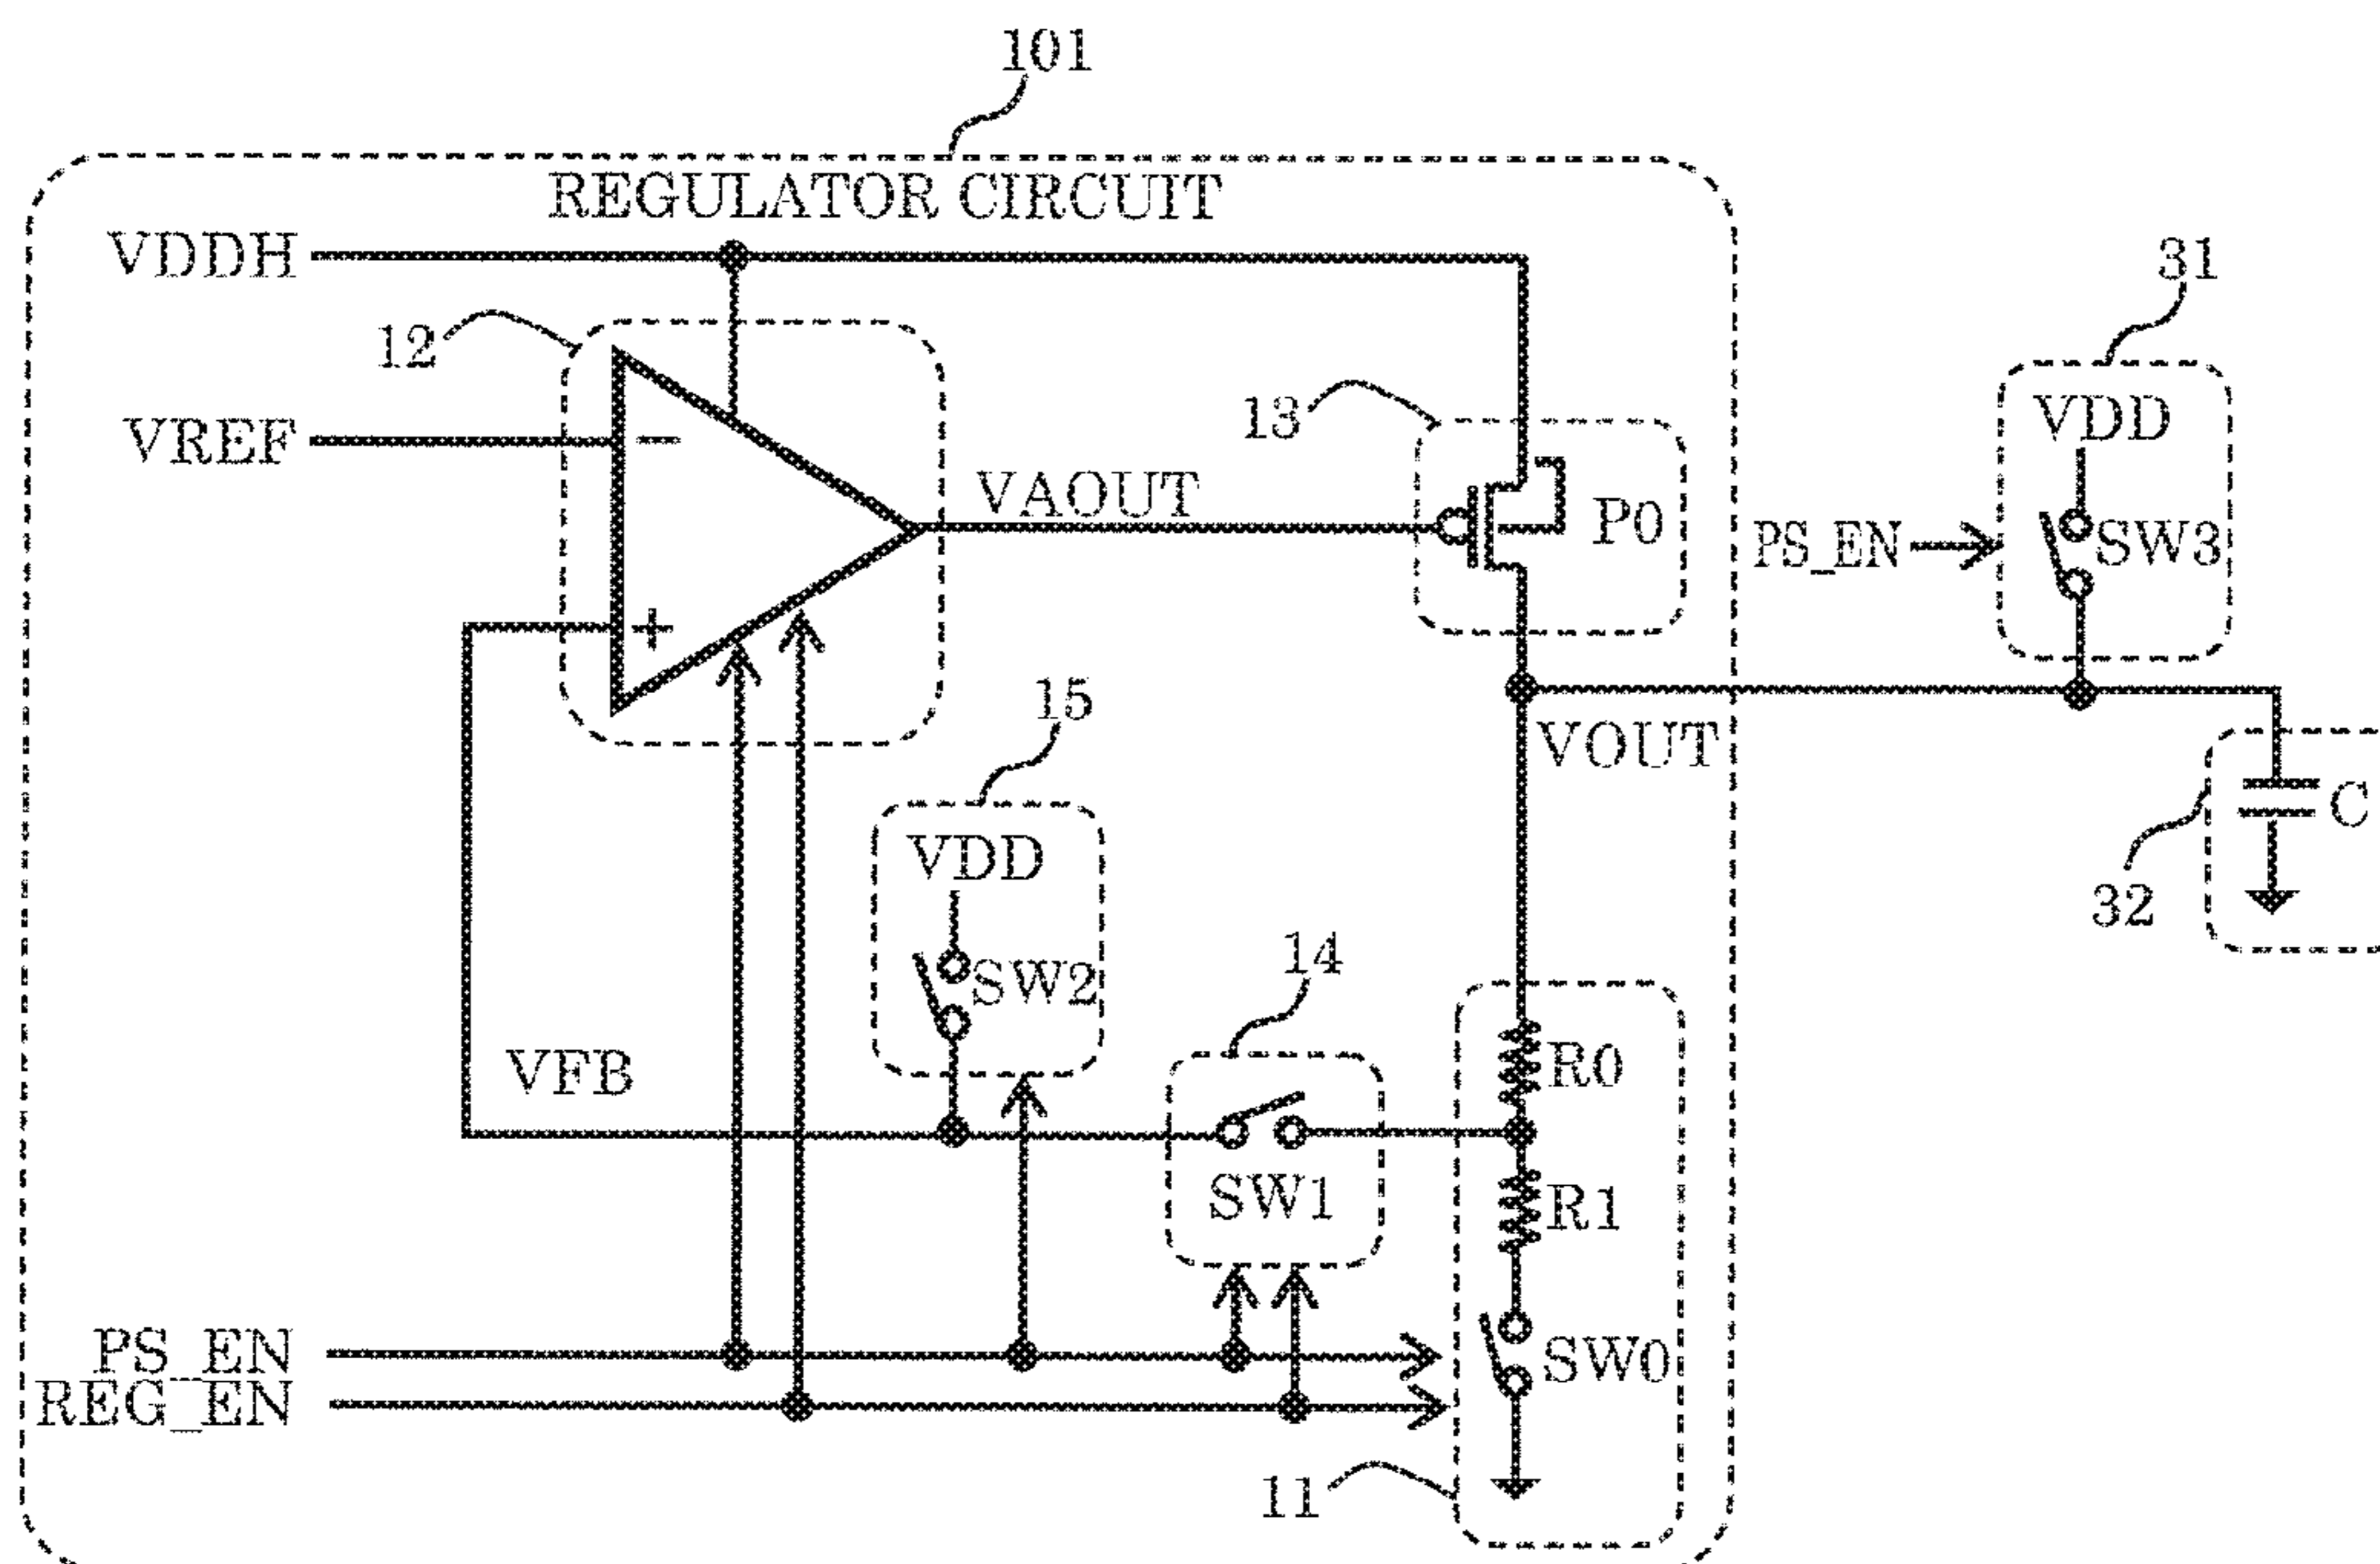 101
REGULATOR CIRCUIT
VDDH
31
12
VDD
13
VREF
−
VAOUT
P0
PS_EN
SW3
+
15
VOUT
VDD
C
32
14
SW2
VFB
R0
SW1
R1
PS_EN
SW0
REG_EN
11